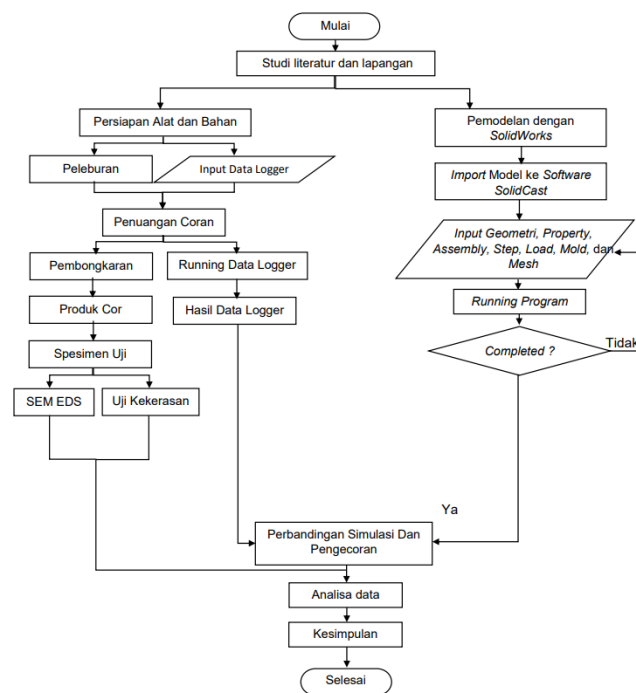 Mulai
Studi literatur dan lapangan
Persiapan Alat dan Bahan
Pemodelan dengan
SolidWorks
Peleburan
Input Data Logger
Import Model ke Software
SolidCast
Penuangan Coran
Input Geometri, Property,
Assembly, Step, Load, Mold, dan
Mesh
Pembongkaran
Running Data Logger
Running Program
Produk Cor
Hasil Data Logger
Completed ?
Tidak
Spesimen Uji
SEM EDS
Uji Kekerasan
Ya
Perbandingan Simulasi Dan
Pengecoran
Analisa data
Kesimpulan
Selesai